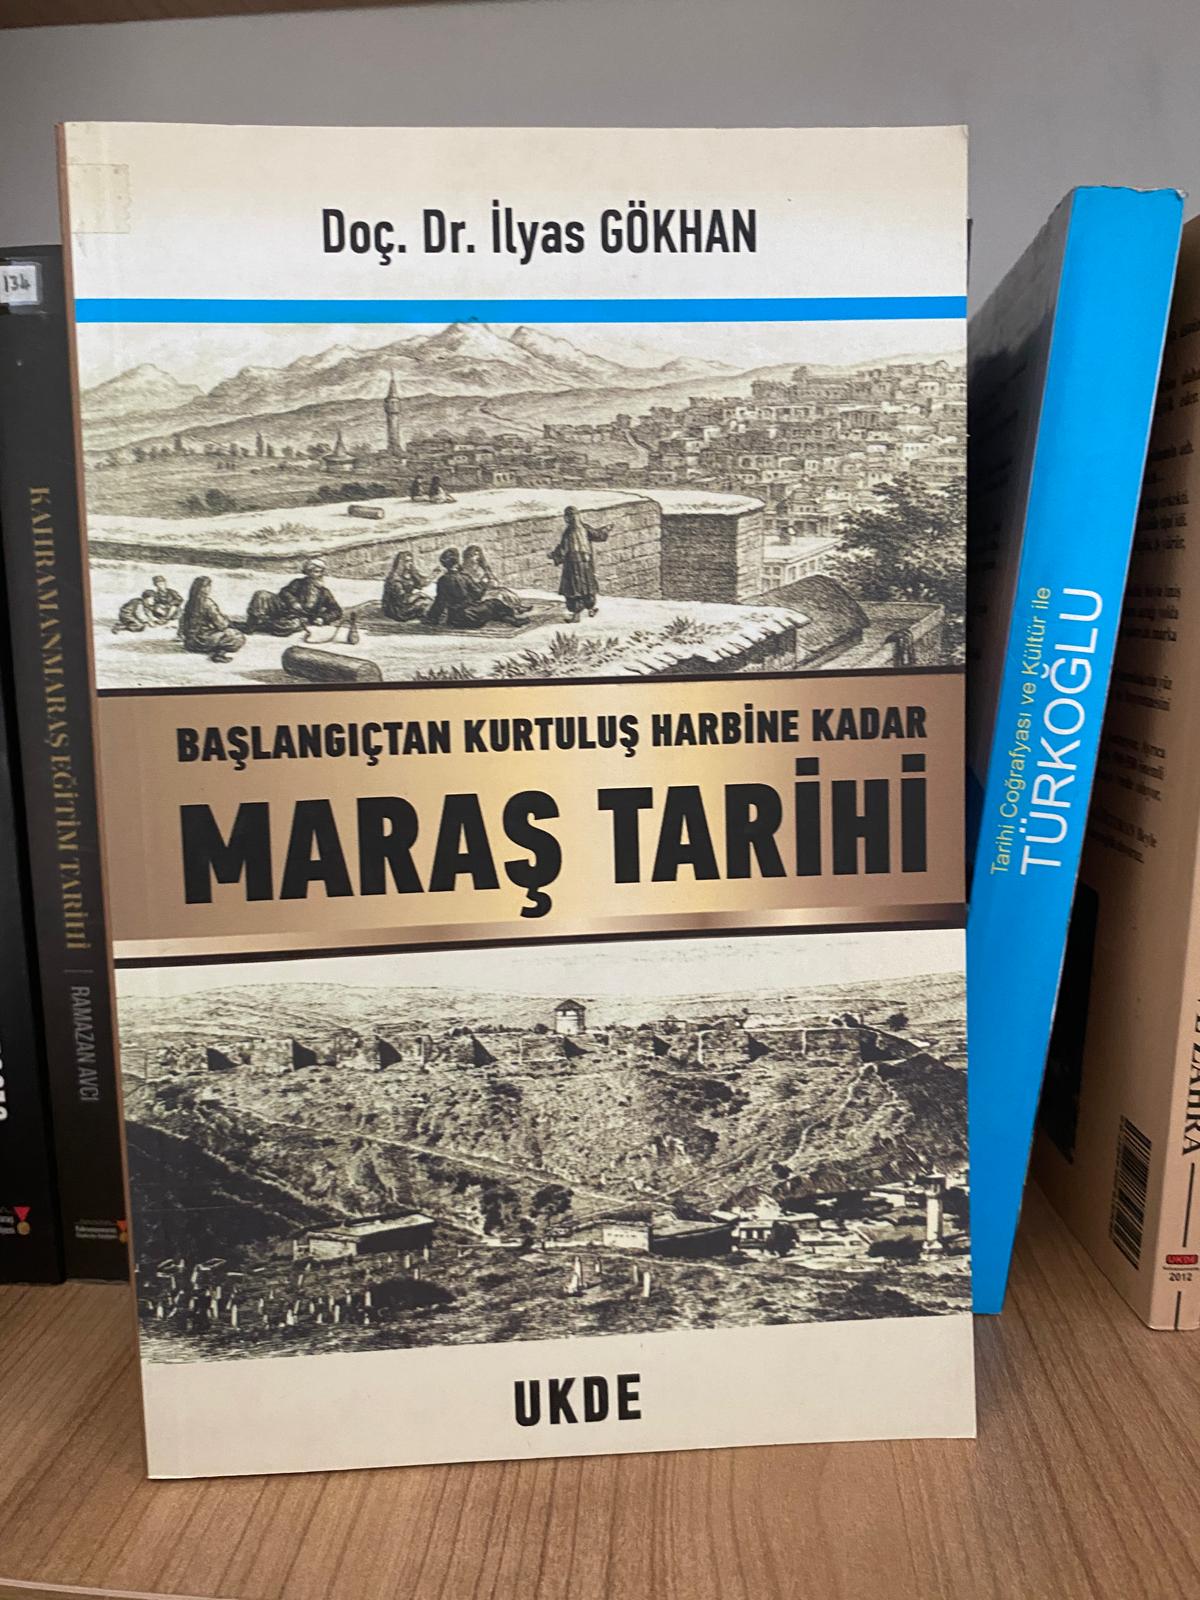 Doç. Dr. İlyas GÖKHAN
BAŞLANGIÇTAN KURTULUŞ HARBİNE KADAR
MARAŞ TARİHİ
UKDE
134
KAHRAMANMARAŞ EĞİTİM TARİHİ | RAMAZAN AVCI
Tarihi Coğrafyası ve Kültür ile
TÜRKOĞLU
UKDE
2012